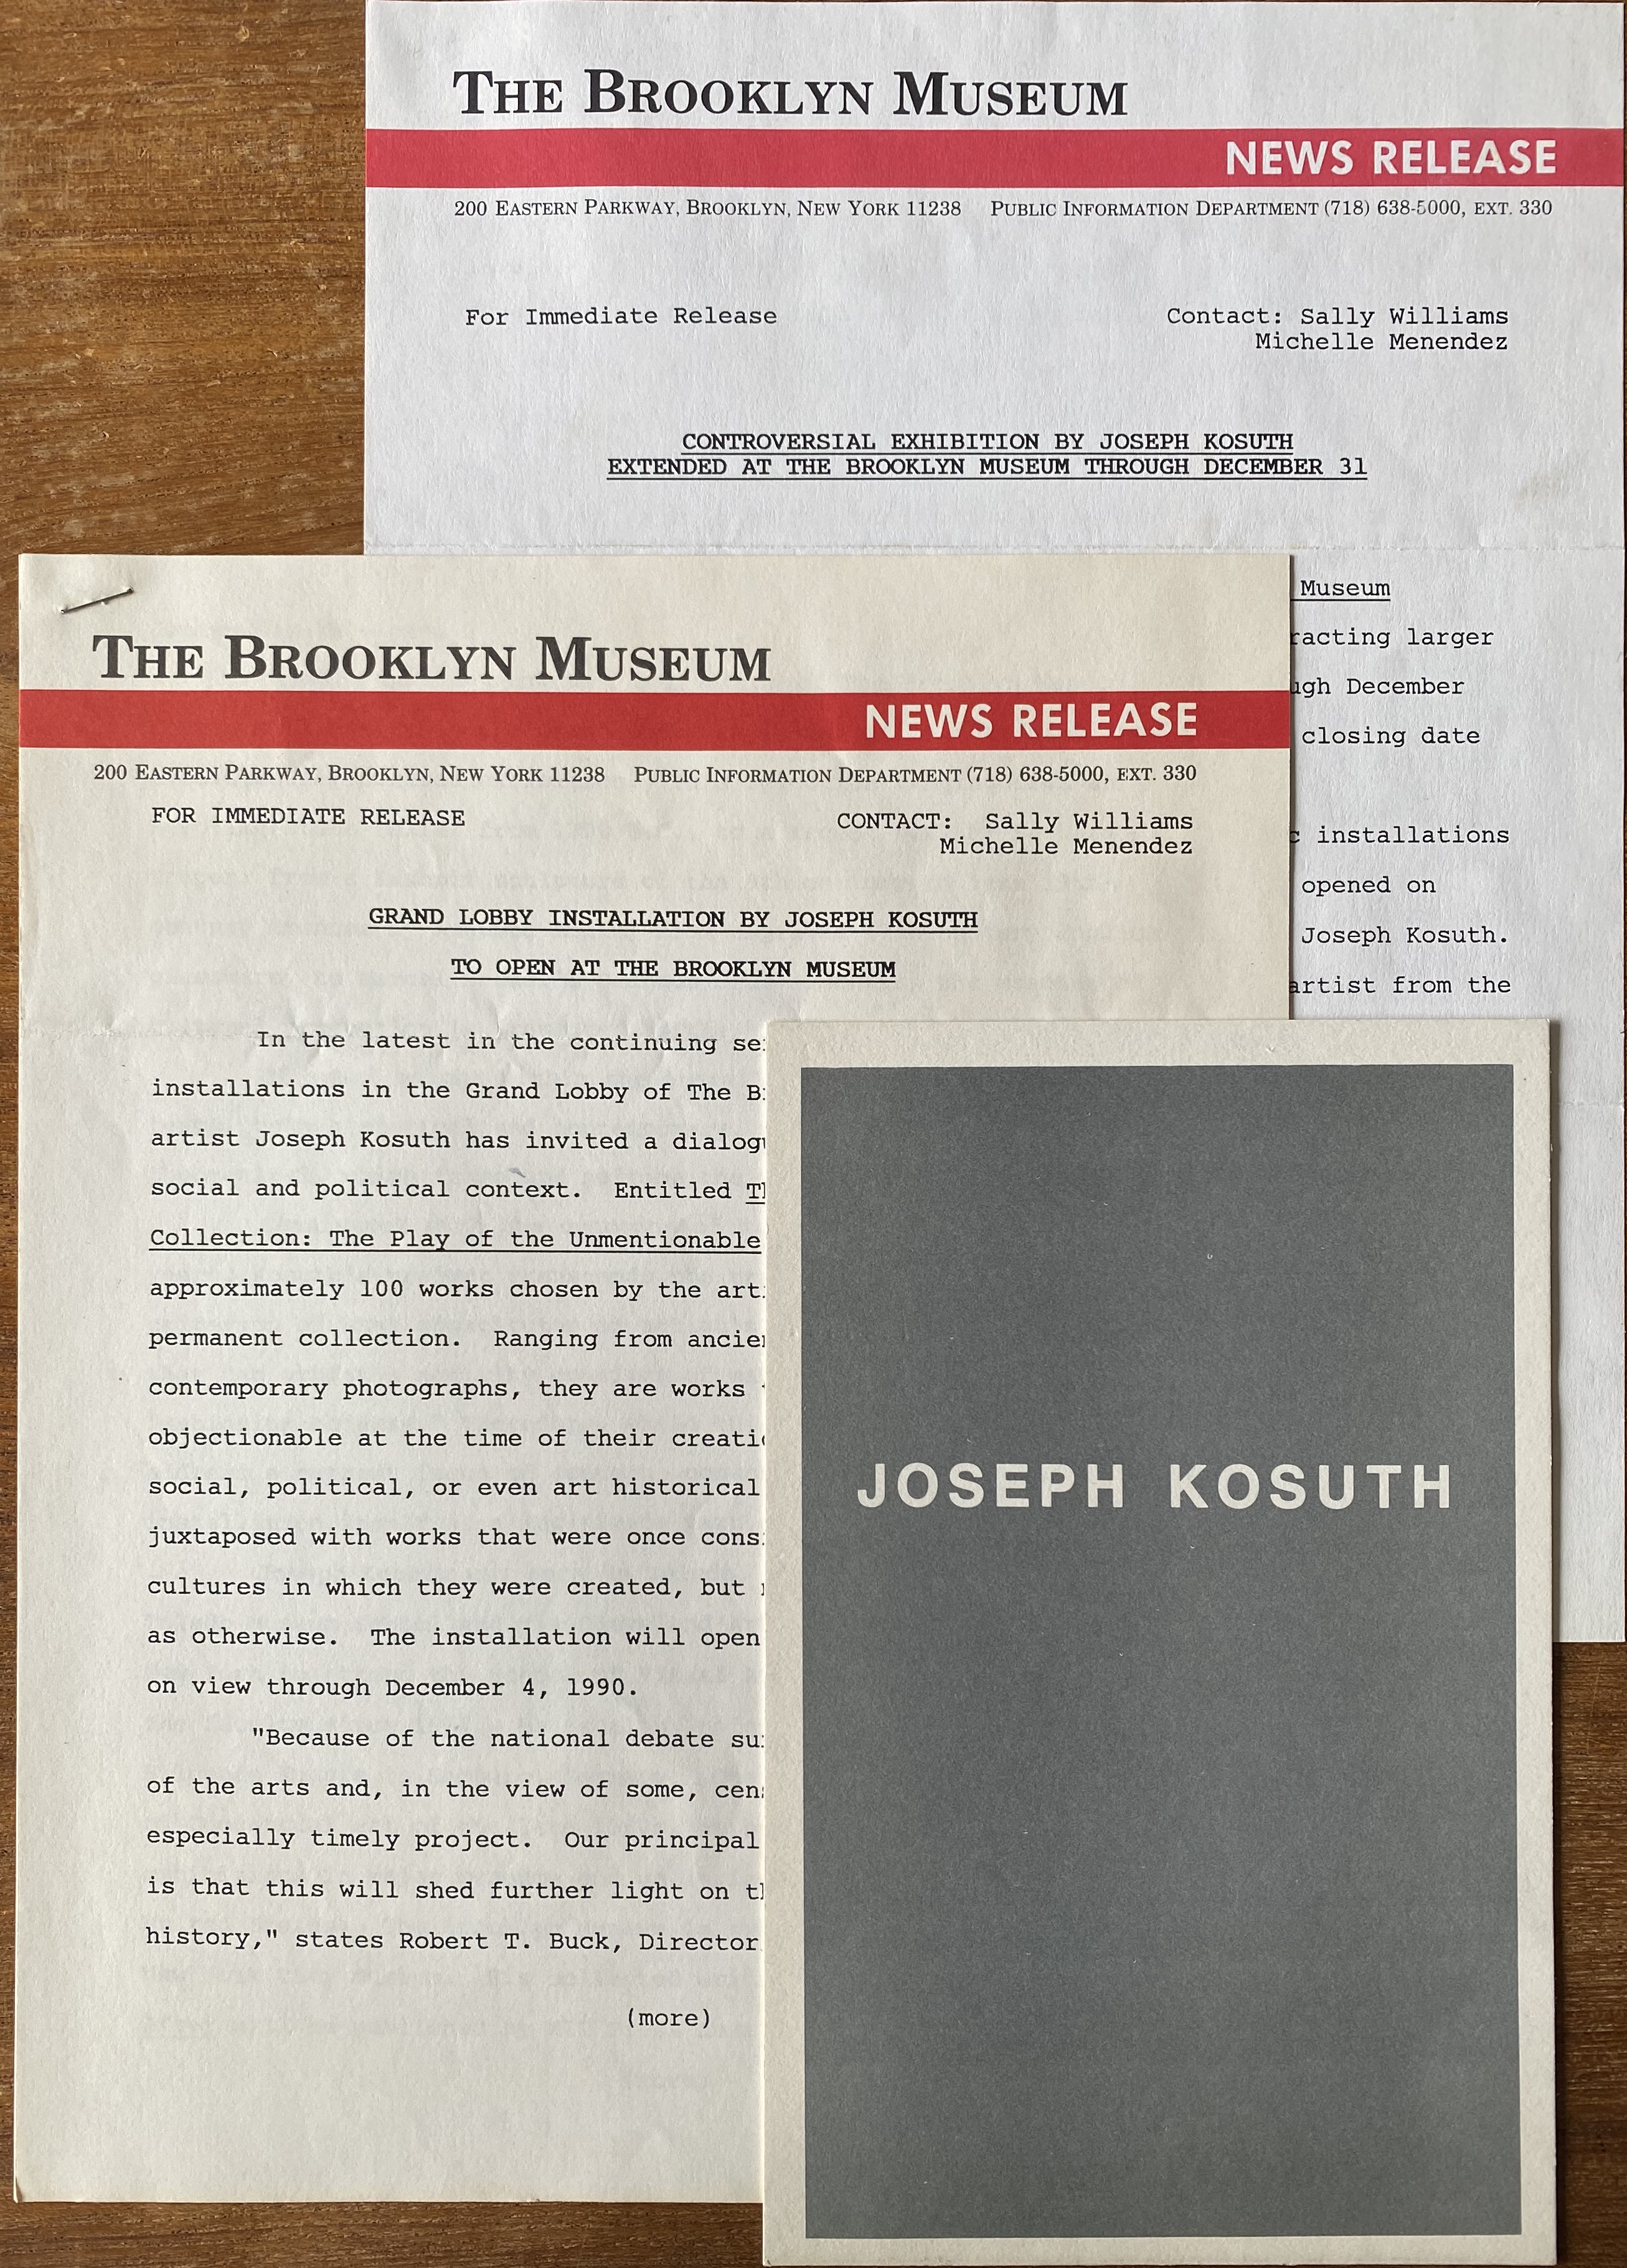 THE BROOKLYN MUSEUM
NEWS RELEASE
200 EASTERN PARKWAY, BROOKLYN, NEW YORK 11238 PUBLIC INFORMATION DEPARTMENT (718) 638-5000, EXT. 330
For Immediate Release
Contact: Sally Williams
Michelle Menendez
CONTROVERSIAL EXHIBITION BY JOSEPH KOSUTH
EXTENDED AT THE BROOKLYN MUSEUM THROUGH DECEMBER 31
Museum
larger
December
closing date
installations
opened on
Joseph Kosuth.
artist from the
THE BROOKLYN MUSEUM
NEWS RELEASE
200 EASTERN PARKWAY, BROOKLYN, NEW YORK 11238 PUBLIC INFORMATION DEPARTMENT (718) 638-5000, EXT. 330
FOR IMMEDIATE RELEASE
CONTACT: Sally Williams
Michelle Menendez
GRAND LOBBY INSTALLATION BY JOSEPH KOSUTH
TO OPEN AT THE BROOKLYN MUSEUM
In the latest in the continuing
installations in the Grand Lobby of The
artist Joseph Kosuth has invited a
social and political context. Entitled
Collection: The Play of the Unmentionable
approximately 100 works chosen by the
permanent collection. Ranging from
contemporary photographs, they are works
objectionable at the time of their
social, political, or even art historical
juxtaposed with works that were once
cultures in which they were created, but
as otherwise. The installation will open
on view through December 4, 1990.
"Because of the national debate
of the arts and, in the view of some,
especially timely project. Our principal
is that this will shed further light on
history," states Robert T. Buck, Director
(more)
JOSEPH KOSUTH